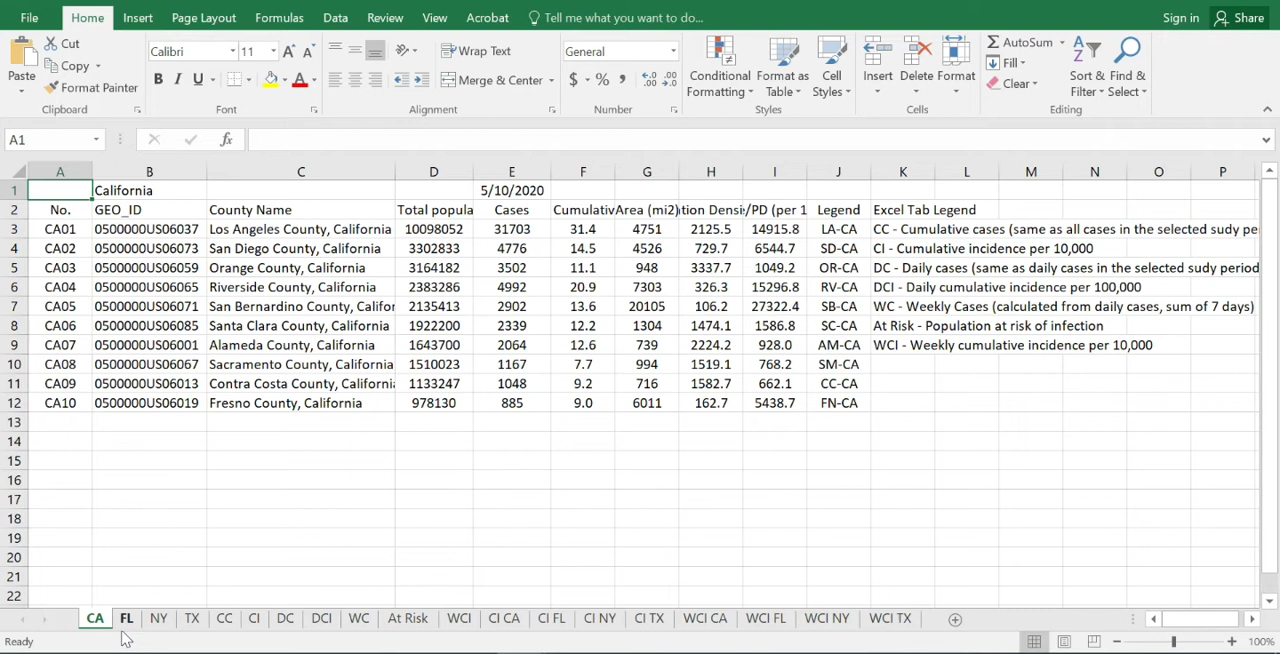 File Home Insert Page Layout Formulas Data Review View Acrobat Tell me what you want to do... Sign in Share
Paste Cut Copy Format Painter Clipboard
Calibri 11 A A B I U A Font
Wrap Text Merge & Center Alignment
General $ % , Number
Conditional Formatting Format as Table Cell Styles Styles
Insert Delete Format Cells
AutoSum Fill Clear Sort & Filter Find & Select Editing
A1 fx
A B C D E F G H I J K L M N O P
1 California 5/10/2020
2 No. GEO_ID County Name Total popula Cases Cumulativ Area (mi2) tion Densi /PD (per 1 Legend Excel Tab Legend
3 CA01 0500000US06037 Los Angeles County, California 10098052 31703 31.4 4751 2125.5 14915.8 LA-CA CC - Cumulative cases (same as all cases in the selected sudy pe
4 CA02 0500000US06073 San Diego County, California 3302833 4776 14.5 4526 729.7 6544.7 SD-CA CI - Cumulative incidence per 10,000
5 CA03 0500000US06059 Orange County, California 3164182 3502 11.1 948 3337.7 1049.2 OR-CA DC - Daily cases (same as daily cases in the selected sudy period
6 CA04 0500000US06065 Riverside County, California 2383286 4992 20.9 7303 326.3 15296.8 RV-CA DCI - Daily cumulative incidence per 100,000
7 CA05 0500000US06071 San Bernardino County, Califor 2135413 2902 13.6 20105 106.2 27322.4 SB-CA WC - Weekly Cases (calculated from daily cases, sum of 7 days)
8 CA06 0500000US06085 Santa Clara County, California 1922200 2339 12.2 1304 1474.1 1586.8 SC-CA At Risk - Population at risk of infection
9 CA07 0500000US06001 Alameda County, California 1643700 2064 12.6 739 2224.2 928.0 AM-CA WCI - Weekly cumulative incidence per 10,000
10 CA08 0500000US06067 Sacramento County, California 1510023 1167 7.7 994 1519.1 768.2 SM-CA
11 CA09 0500000US06013 Contra Costa County, California 1133247 1048 9.2 716 1582.7 662.1 CC-CA
12 CA10 0500000US06019 Fresno County, California 978130 885 9.0 6011 162.7 5438.7 FN-CA
13
14
15
16
17
18
19
20
21
22
CA FL NY TX CC CI DC DCI WC At Risk WCI CI CA CI FL CI NY CI TX WCI CA WCI FL WCI NY WCI TX
Ready 100%